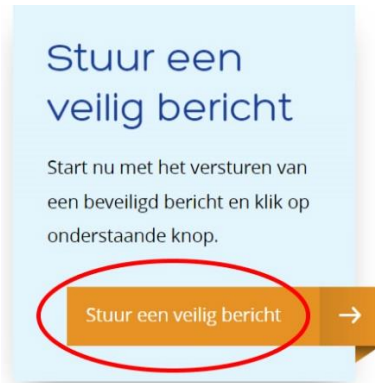 Stuur een
veilig bericht
Start nu met het versturen van
een beveiligd bericht en klik op
onderstaande knop.
Stuur een veilig bericht